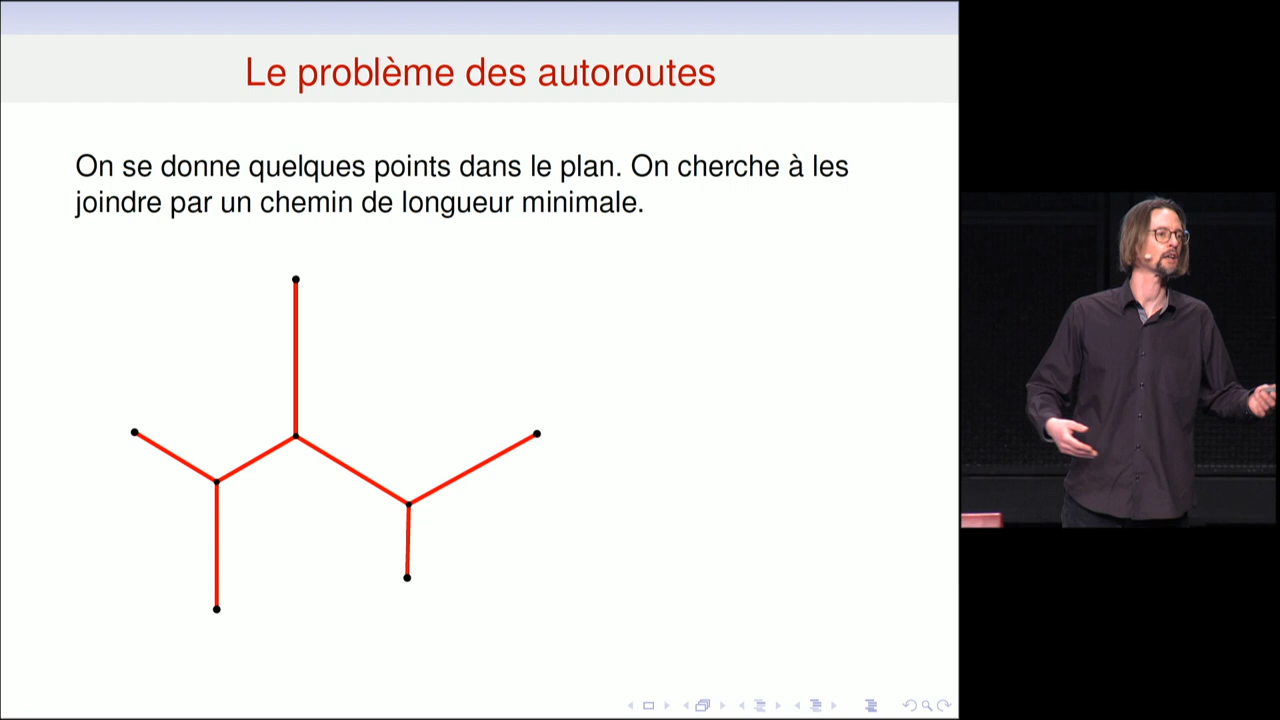 Le problème des autoroutes
On se donne quelques points dans le plan. On cherche à les
joindre par un chemin de longueur minimale.